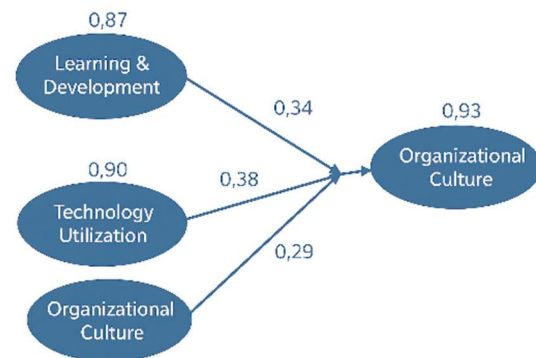 0,87
Learning &
Development
0,34
0,93
Organizational
Culture
0,90
Technology
Utilization
0,38
0,29
Organizational
Culture